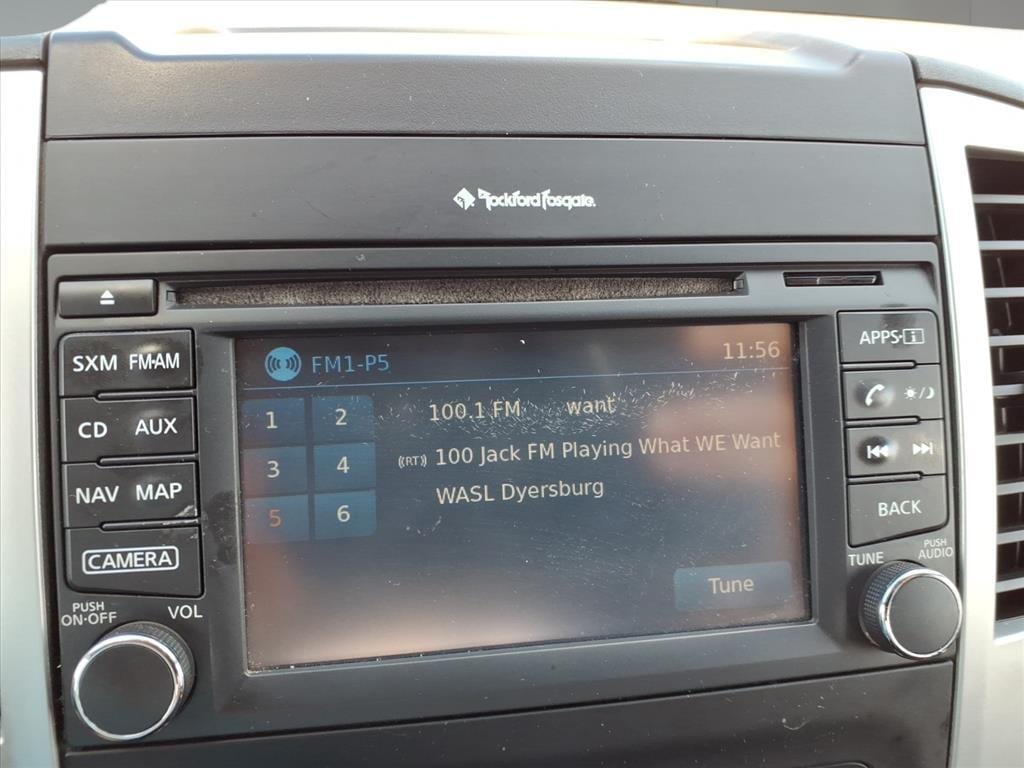 Rockford Fosgate
SXM FM·AM
CD AUX
NAV MAP
CAMERA
PUSH
ON·OFF
VOL
FM1-P5
11:56
1 2
3 4
5 6
100.1 FM want
((RT)) 100 Jack FM Playing What WE Want
WASL Dyersburg
Tune
APPS·i
BACK
TUNE
PUSH
AUDIO